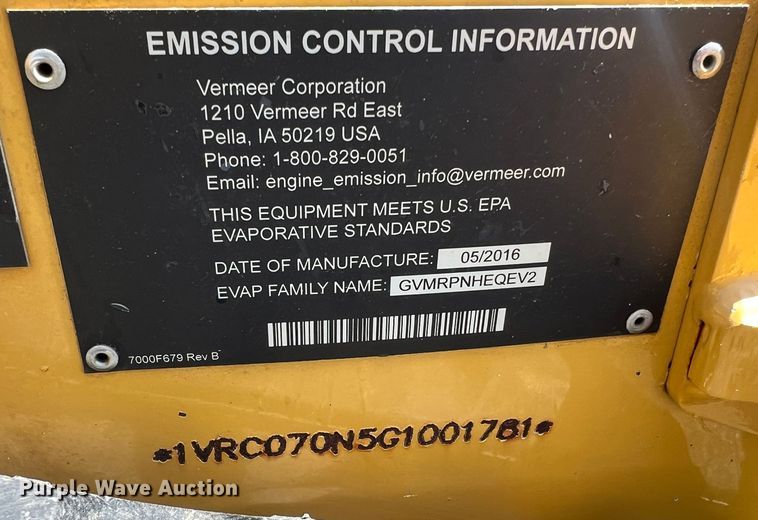 EMISSION CONTROL INFORMATION
Vermeer Corporation
1210 Vermeer Rd East
Pella, IA 50219 USA
Phone: 1-800-829-0051
Email: engine_emission_info@vermeer.com
THIS EQUIPMENT MEETS U.S. EPA
EVAPORATIVE STANDARDS
DATE OF MANUFACTURE: 05/2016
EVAP FAMILY NAME: GVMRPNHEQEV2
7000F679 Rev B
*1VRC070N5G1001761*
Purple Wave Auction